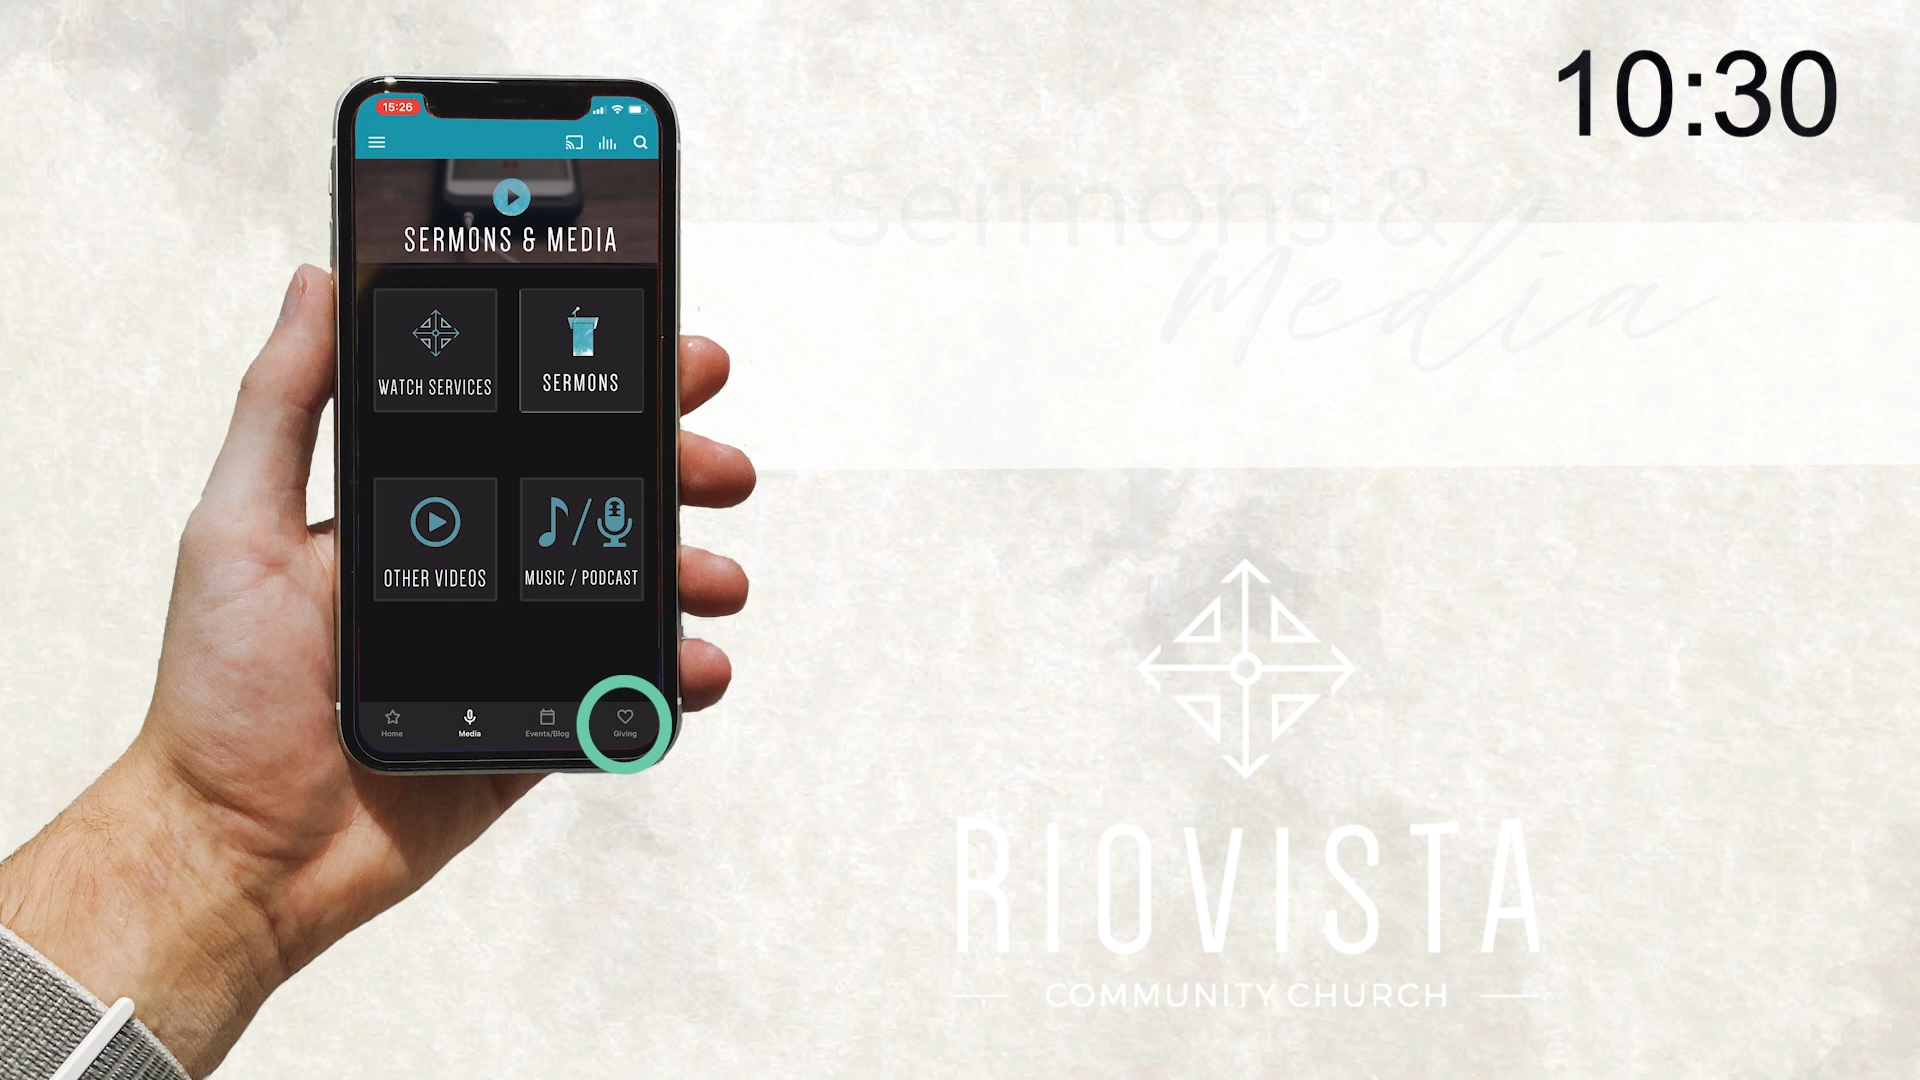 10:30
15:26
Sermons &
Media
SERMONS & MEDIA
WATCH SERVICES
SERMONS
OTHER VIDEOS
MUSIC / PODCAST
Home
Media
Events/Blog
Giving
RIOVISTA
COMMUNITY CHURCH